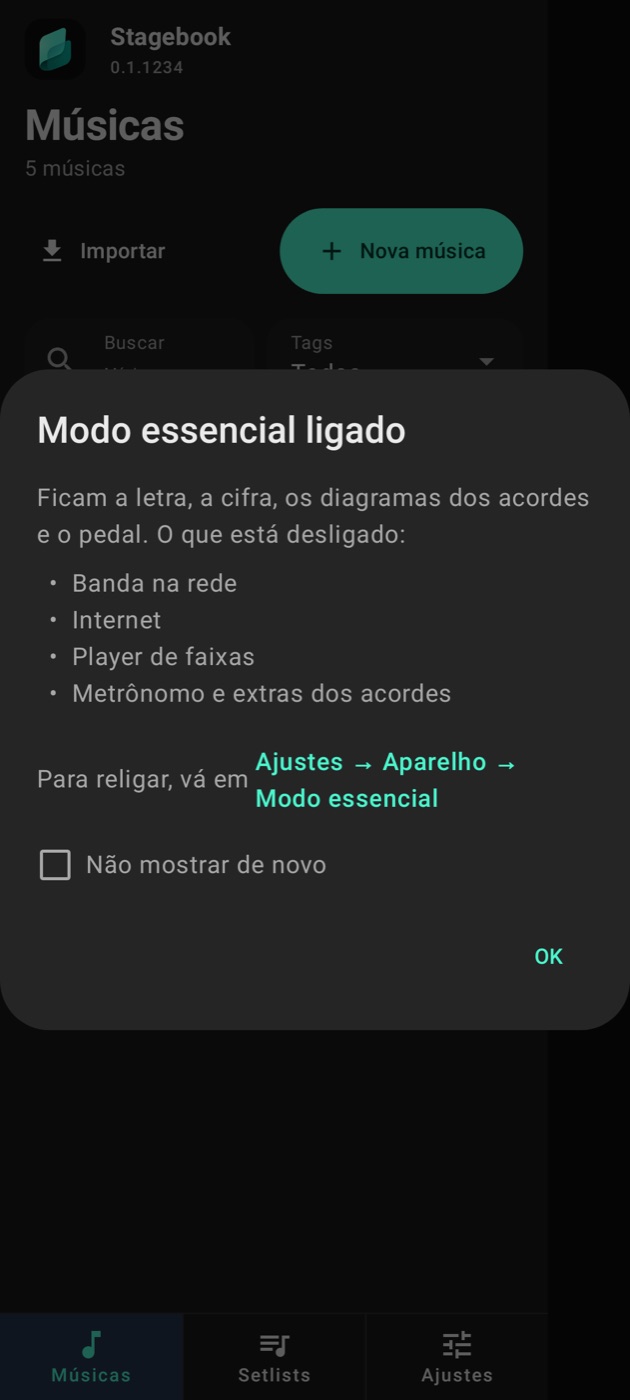 Stagebook
0.1.1234
Músicas
5 músicas
Importar
Nova música
Buscar
Tags
Modo essencial ligado
Ficam a letra, a cifra, os diagramas dos acordes
e o pedal. O que está desligado:
• Banda na rede
• Internet
• Player de faixas
• Metrônomo e extras dos acordes
Para religar, vá em Ajustes → Aparelho →
Modo essencial
Não mostrar de novo
OK
Músicas
Setlists
Ajustes